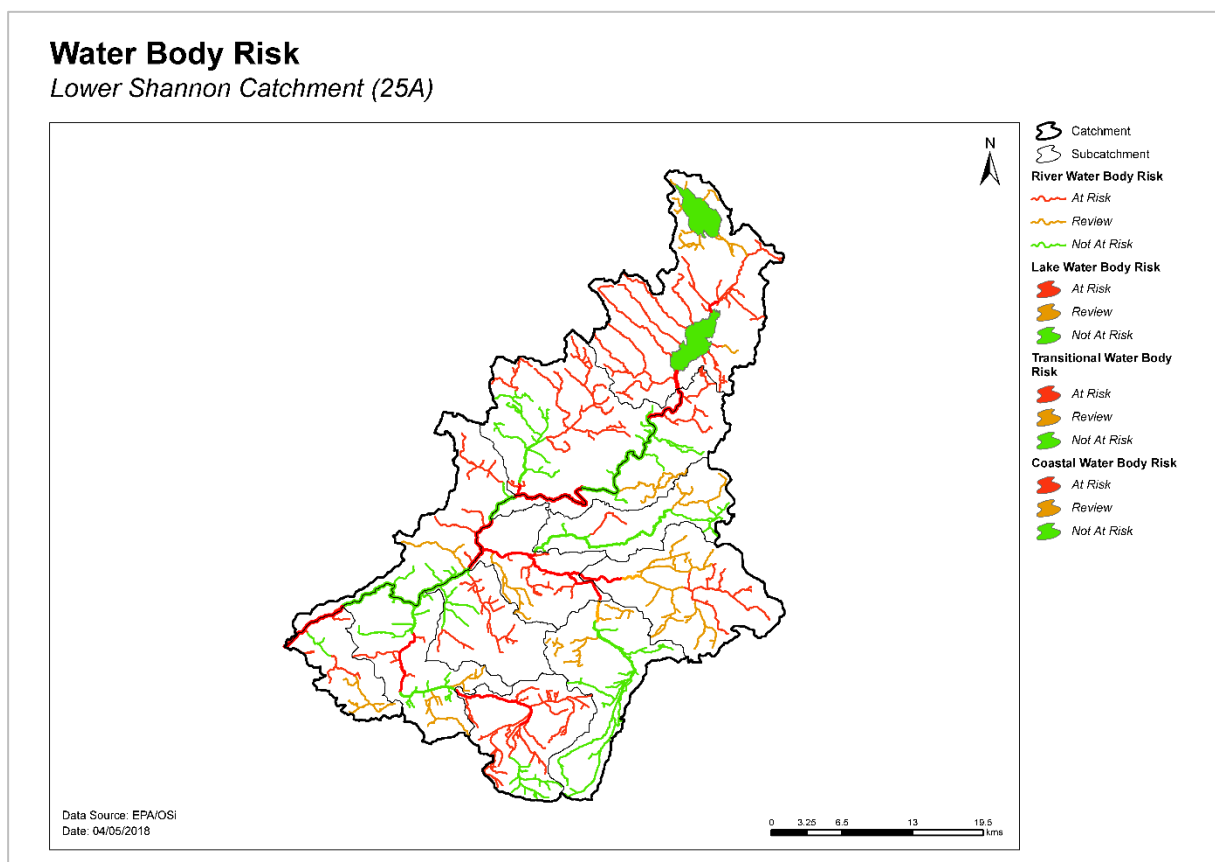 Water Body Risk
Lower Shannon Catchment (25A)
N
Catchment
Subcatchment
River Water Body Risk
At Risk
Review
Not At Risk
Lake Water Body Risk
At Risk
Review
Not At Risk
Transitional Water Body
Risk
At Risk
Review
Not At Risk
Coastal Water Body Risk
At Risk
Review
Not At Risk
Data Source: EPA/OSi
Date: 04/05/2018
0 3.25 6.5 13 19.5
kms